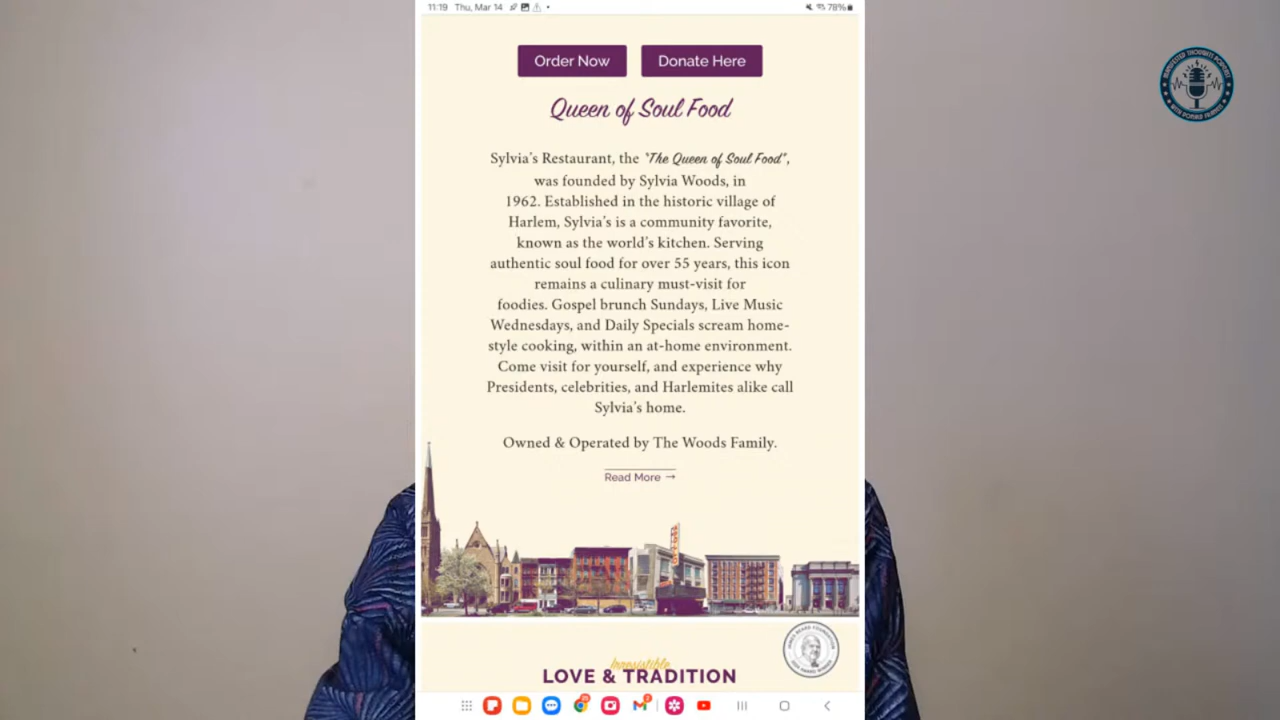 11:19 Thu, Mar 14
78%
Order Now
Donate Here
Queen of Soul Food
Sylvia's Restaurant, the "The Queen of Soul Food",
was founded by Sylvia Woods, in
1962. Established in the historic village of
Harlem, Sylvia's is a community favorite,
known as the world's kitchen. Serving
authentic soul food for over 55 years, this icon
remains a culinary must-visit for
foodies. Gospel brunch Sundays, Live Music
Wednesdays, and Daily Specials scream home-
style cooking, within an at-home environment.
Come visit for yourself, and experience why
Presidents, celebrities, and Harlemites alike call
Sylvia's home.
Owned & Operated by The Woods Family.
Read More →
Irresistible
LOVE & TRADITION
JAMES BEARD FOUNDATION